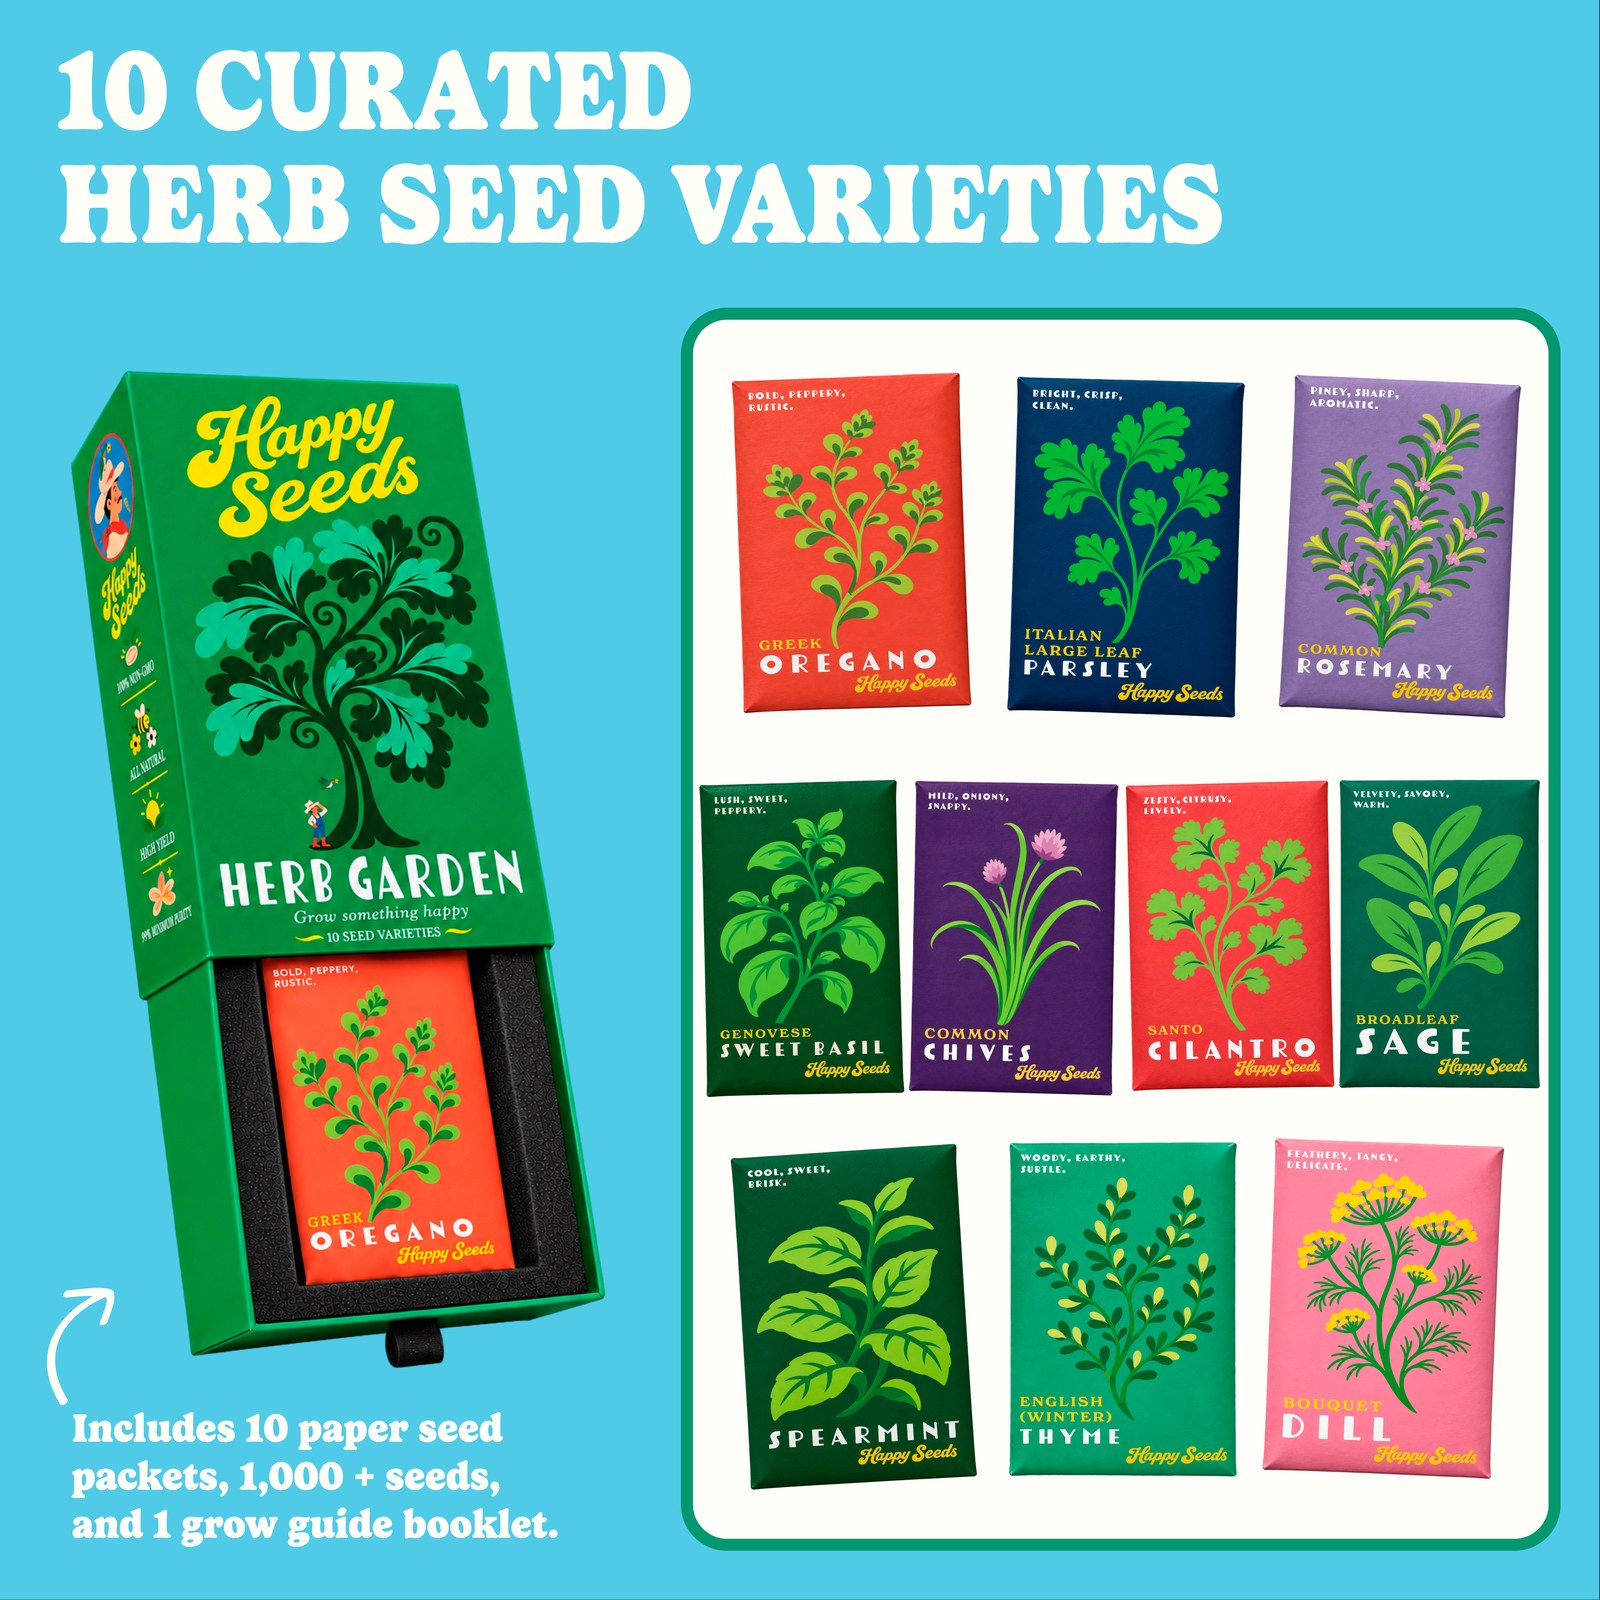 10 CURATED
HERB SEED VARIETIES
Happy
Seeds
HERB GARDEN
Grow something happy
10 SEED VARIETIES
Happy
Seeds
100% NON-GMO
ALL NATURAL
HIGH YIELD
99% MINIMUM PURITY
BOLD, PEPPERY,
RUSTIC.
GREEK
OREGANO
Happy Seeds
Includes 10 paper seed
packets, 1,000 + seeds,
and 1 grow guide booklet.
BOLD, PEPPERY,
RUSTIC.
GREEK
OREGANO
Happy Seeds
BRIGHT, CRISP,
CLEAN.
ITALIAN
LARGE LEAF
PARSLEY
Happy Seeds
PINEY, SHARP,
AROMATIC.
COMMON
ROSEMARY
Happy Seeds
LUSH, SWEET,
PEPPERY.
GENOVESE
SWEET BASIL
Happy Seeds
MILD, ONIONY,
SNAPPY.
COMMON
CHIVES
Happy Seeds
ZESTY, CITRUSY,
LIVELY.
SANTO
CILANTRO
Happy Seeds
VELVETY, SAVORY,
WARM.
BROADLEAF
SAGE
Happy Seeds
COOL, SWEET,
BRISK.
SPEARMINT
Happy Seeds
WOODY, EARTHY,
SUBTLE.
ENGLISH
(WINTER)
THYME
Happy Seeds
FEATHERY, TANGY,
DELICATE.
BOUQUET
DILL
Happy Seeds